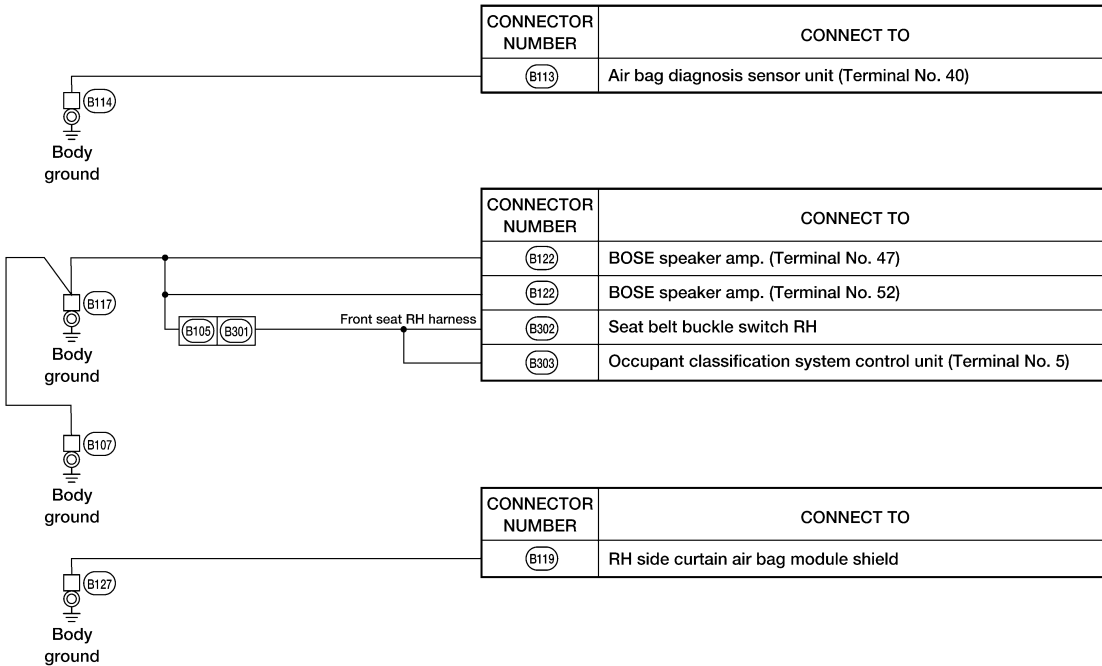 CONNECTOR
NUMBER
CONNECT TO
B113
Air bag diagnosis sensor unit (Terminal No. 40)
B114
Body
ground
CONNECTOR
NUMBER
CONNECT TO
B122
BOSE speaker amp. (Terminal No. 47)
B122
BOSE speaker amp. (Terminal No. 52)
B117
Body
ground
B105
B301
Front seat RH harness
B302
Seat belt buckle switch RH
B303
Occupant classification system control unit (Terminal No. 5)
B107
Body
ground
CONNECTOR
NUMBER
CONNECT TO
B119
RH side curtain air bag module shield
B127
Body
ground